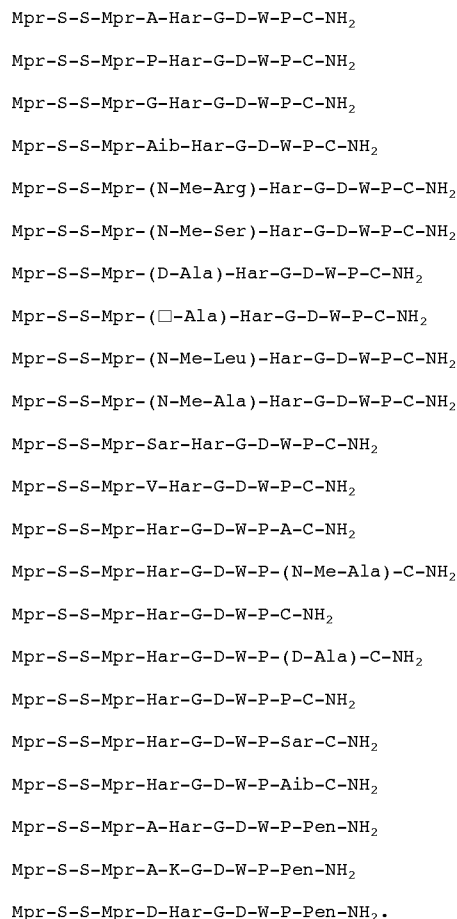 Mpr-S-S-Mpr-A-Har-G-D-W-P-C-NH₂
Mpr-S-S-Mpr-P-Har-G-D-W-P-C-NH₂
Mpr-S-S-Mpr-G-Har-G-D-W-P-C-NH₂
Mpr-S-S-Mpr-Aib-Har-G-D-W-P-C-NH₂
Mpr-S-S-Mpr-(N-Me-Arg)-Har-G-D-W-P-C-NH₂
Mpr-S-S-Mpr-(N-Me-Ser)-Har-G-D-W-P-C-NH₂
Mpr-S-S-Mpr-(D-Ala)-Har-G-D-W-P-C-NH₂
Mpr-S-S-Mpr-(□-Ala)-Har-G-D-W-P-C-NH₂
Mpr-S-S-Mpr-(N-Me-Leu)-Har-G-D-W-P-C-NH₂
Mpr-S-S-Mpr-(N-Me-Ala)-Har-G-D-W-P-C-NH₂
Mpr-S-S-Mpr-Sar-Har-G-D-W-P-C-NH₂
Mpr-S-S-Mpr-V-Har-G-D-W-P-C-NH₂
Mpr-S-S-Mpr-Har-G-D-W-P-A-C-NH₂
Mpr-S-S-Mpr-Har-G-D-W-P-(N-Me-Ala)-C-NH₂
Mpr-S-S-Mpr-Har-G-D-W-P-C-NH₂
Mpr-S-S-Mpr-Har-G-D-W-P-(D-Ala)-C-NH₂
Mpr-S-S-Mpr-Har-G-D-W-P-P-C-NH₂
Mpr-S-S-Mpr-Har-G-D-W-P-Sar-C-NH₂
Mpr-S-S-Mpr-Har-G-D-W-P-Aib-C-NH₂
Mpr-S-S-Mpr-A-Har-G-D-W-P-Pen-NH₂
Mpr-S-S-Mpr-A-K-G-D-W-P-Pen-NH₂
Mpr-S-S-Mpr-D-Har-G-D-W-P-Pen-NH₂.